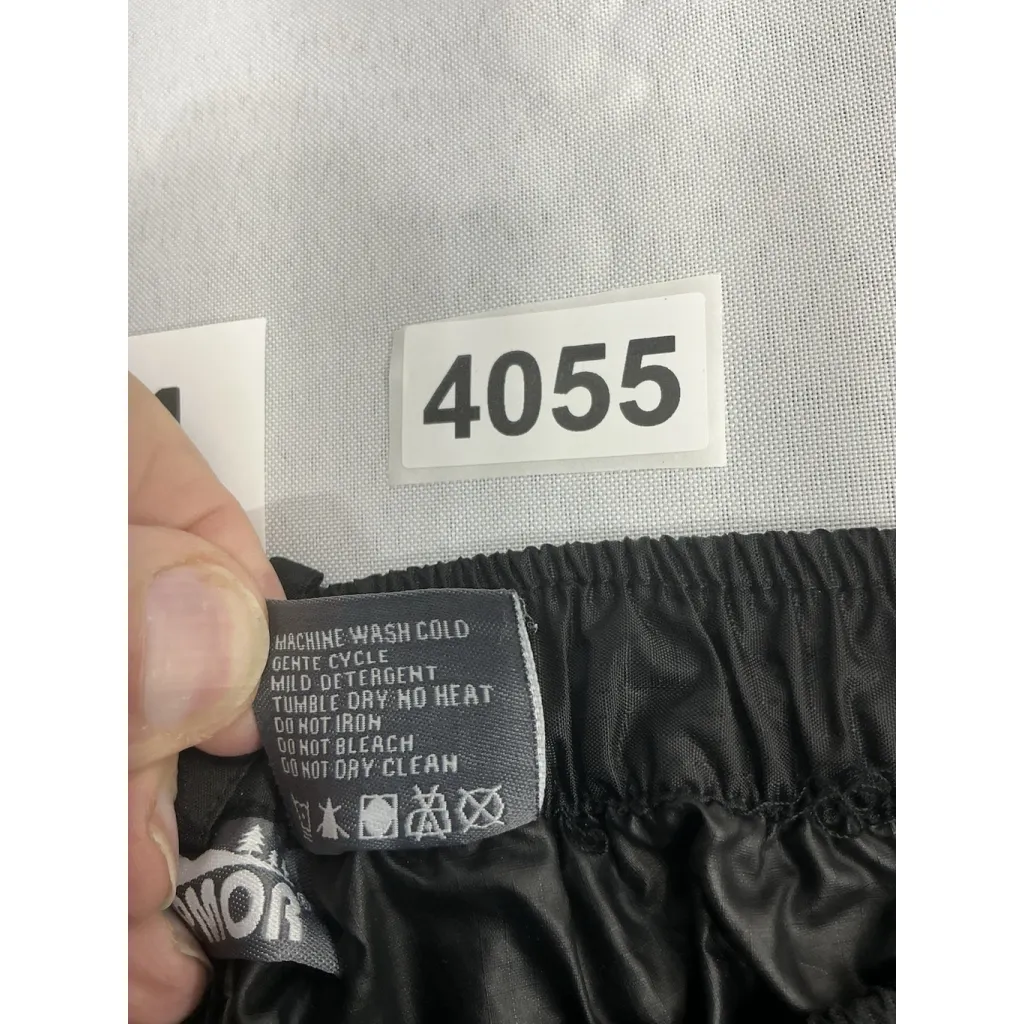 4055
MACHINE WASH COLD
GENTE CYCLE
MILD DETERGENT
TUMBLE DRY NO HEAT
DO NOT IRON
DO NOT BLEACH
DO NOT DRY CLEAN
MOR